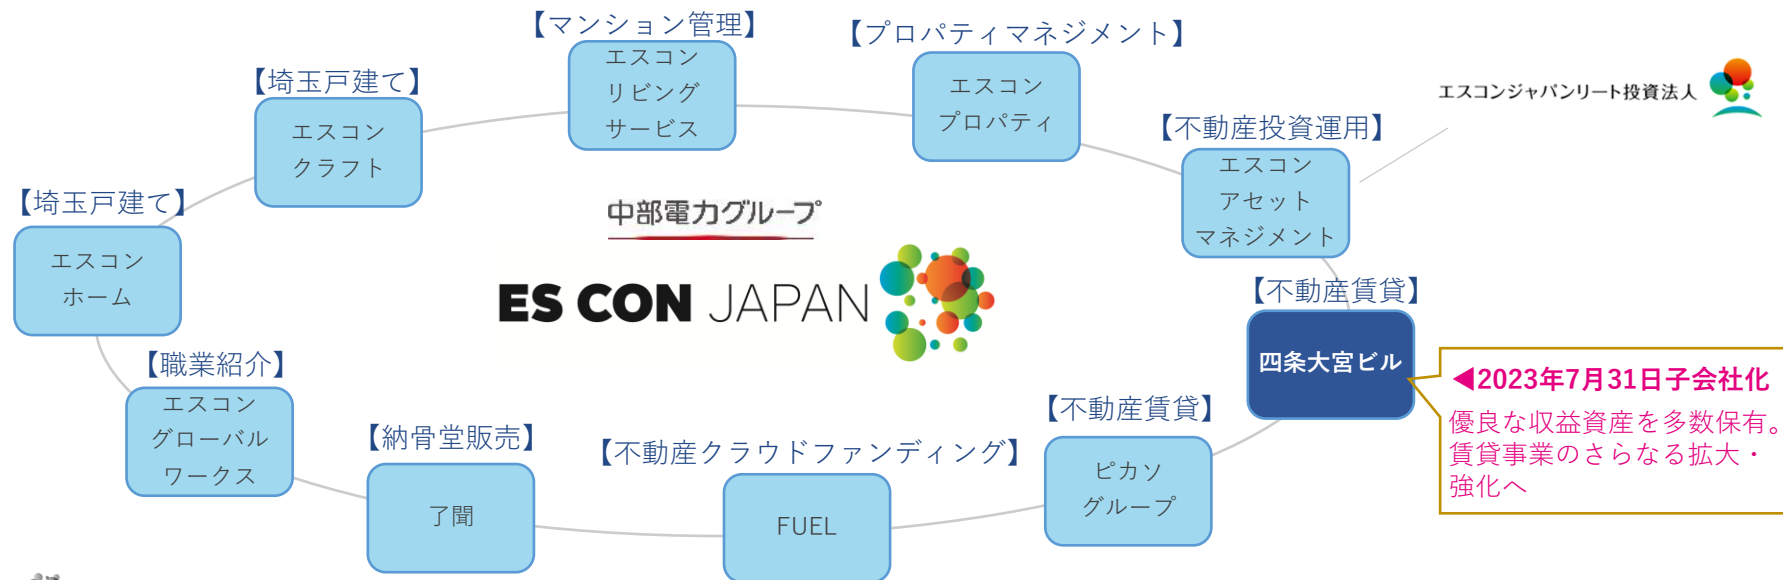 【マンション管理】
エスコン
リビング
サービス
【プロパティマネジメント】
エスコン
プロパティ
【埼玉戸建て】
エスコン
クラフト
エスコンジャパンリート投資法人
【不動産投資運用】
エスコン
アセット
マネジメント
【埼玉戸建て】
エスコン
ホーム
中部電力グループ
ES CON JAPAN
【不動産賃貸】
四条大宮ビル
◀2023年7月31日子会社化
優良な収益資産を多数保有。
賃貸事業のさらなる拡大・
強化へ
【職業紹介】
エスコン
グローバル
ワークス
【納骨堂販売】
了聞
【不動産クラウドファンディング】
FUEL
【不動産賃貸】
ピカソ
グループ